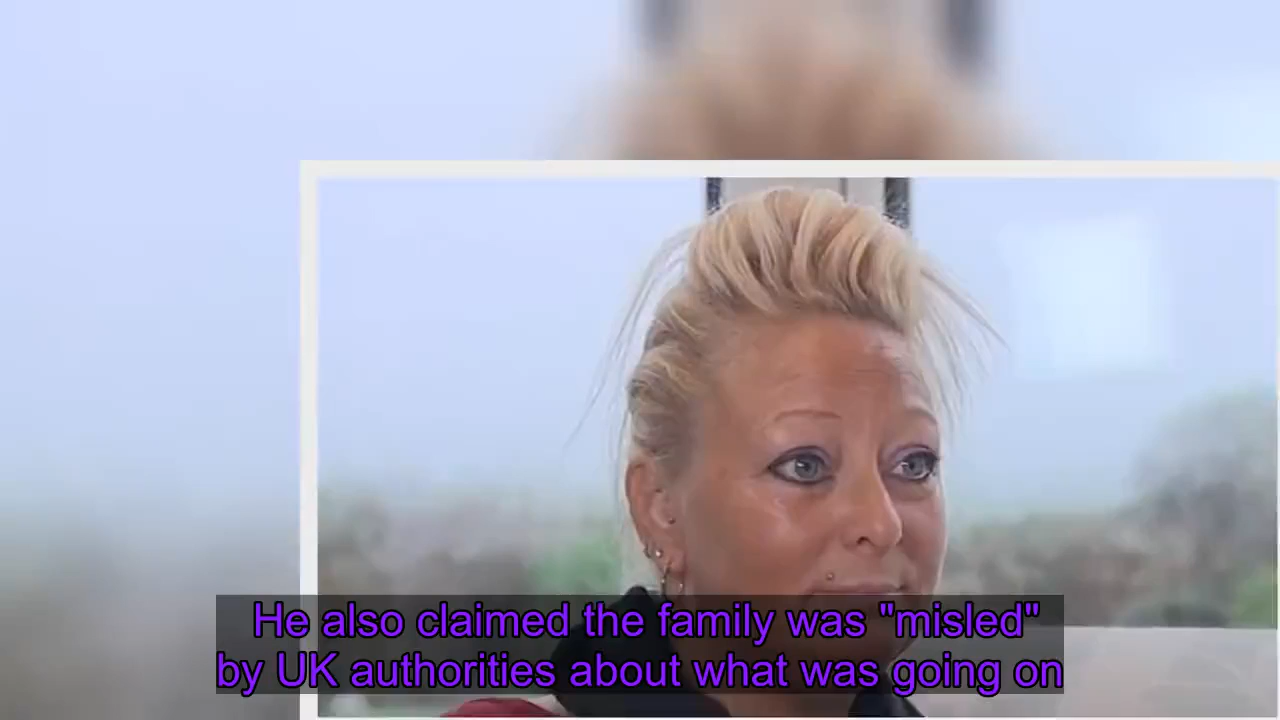 He also claimed the family was "misled"
by UK authorities about what was going on